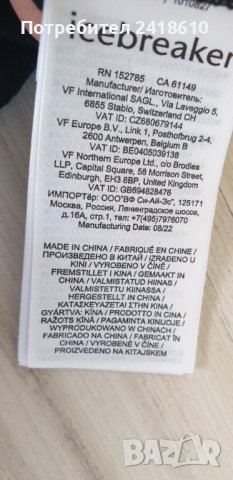 Потребител 2418610
icebreaker
RN 152785 CA 61149
Manufacturer/ Изготовитель:
VF International SAGL, Via Laveggio 5,
6855 Stabio, Switzerland CH
VAT ID: CZ680679144
VF Europe B.V., Link 1, Posthofbrug 2-4,
2600 Antwerpen, Belgium B
VAT ID: BE0405039138
VF Northern Europe Ltd., c/o Brodies
LLP, Capital Square, 58 Morrison Street,
Edinburgh, EH3 8BP, United Kingdom
VAT ID: GB694828476
ИМПОРТЁР: ООО"ВФ Си-Ай-Эс", 125171
Москва, Россия, Ленинградское шоссе,
д.16А, стр.1, тел: +7(495)7976070
Manufacturing Date: 08/22
MADE IN CHINA / FABRIQUÉ EN CHINE /
ПРОИЗВЕДЕНО В КИТАЙ / IZRAĐENO U
KINI / VYROBENO V ČÍNĚ /
FREMSTILLET I KINA / GEMAAKT IN
CHINA / VALMISTATUD HIINAS /
VALMISTETTU KIINASSA /
HERGESTELLT IN CHINA /
ΚΑΤΑΣΚΕΥΑΖΕΤΑΙ ΣΤΗΝ ΚΙΝΑ /
GYÁRTVA: KÍNA / PRODOTTO IN CINA /
RAŽOTS ĶĪNĀ / PAGAMINTA KINIJOJE /
WYPRODUKOWANO W CHINACH /
FABRICADO NA CHINA / FABRICAT ÎN
CHINA / VYROBENÉ V ČÍNE /
PROIZVEDENO NA KITAJSKEM
BAZAR